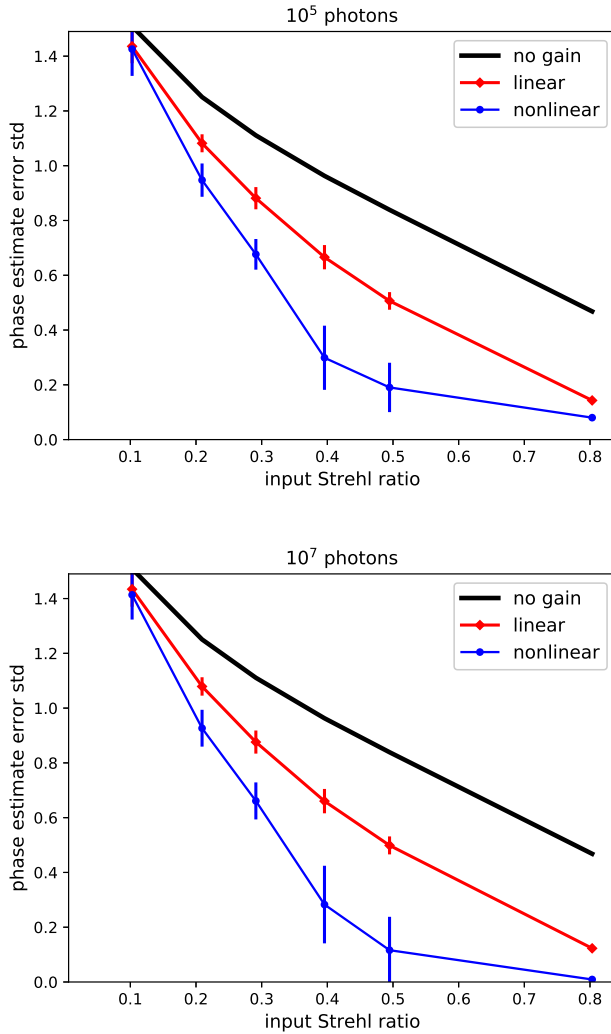 10⁵ photons
1.4
1.2
1.0
0.8
0.6
0.4
0.2
0.0
phase estimate error std
no gain
linear
nonlinear
0.1 0.2 0.3 0.4 0.5 0.6 0.7 0.8
input Strehl ratio
10⁷ photons
1.4
1.2
1.0
0.8
0.6
0.4
0.2
0.0
phase estimate error std
no gain
linear
nonlinear
0.1 0.2 0.3 0.4 0.5 0.6 0.7 0.8
input Strehl ratio